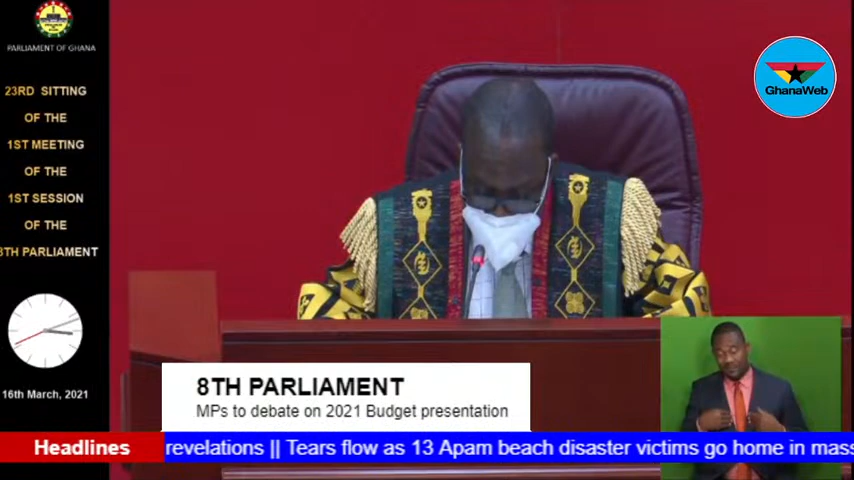 PARLIAMENT OF GHANA
23RD SITTING
OF THE
1ST MEETING
OF THE
1ST SESSION
OF THE
8TH PARLIAMENT
16th March, 2021
GhanaWeb
8TH PARLIAMENT
MPs to debate on 2021 Budget presentation
Headlines
revelations || Tears flow as 13 Apam beach disaster victims go home in mass